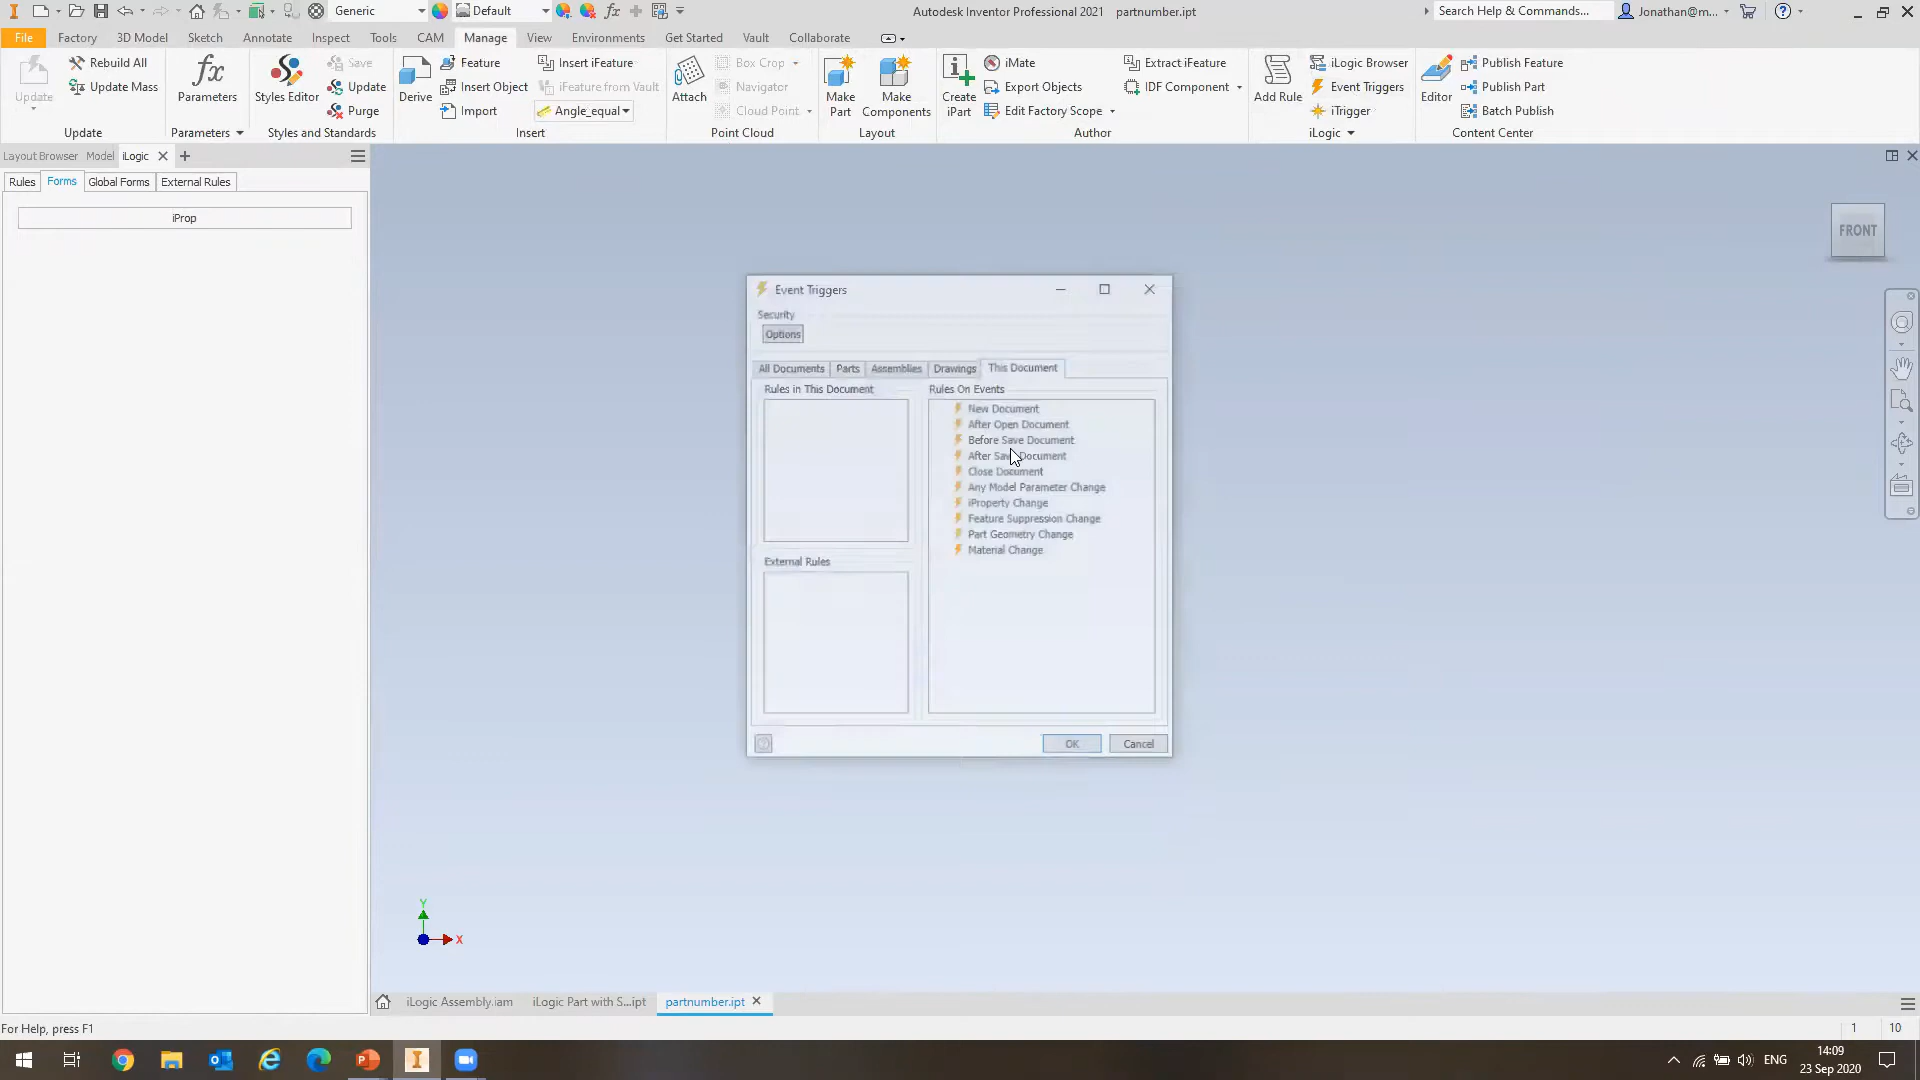 Generic
Default
Autodesk Inventor Professional 2021 partnumber.ipt
Search Help & Commands...
Jonathan@m...
File Factory 3D Model Sketch Annotate Inspect Tools CAM Manage View Environments Get Started Vault Collaborate
Update
Rebuild All
Update Mass
Update
fx
Parameters
Parameters
Styles Editor
Save
Update
Purge
Styles and Standards
Derive
Feature
Insert Object
Import
Insert iFeature
iFeature from Vault
Angle_equal
Insert
Attach
Box Crop
Navigator
Cloud Point
Point Cloud
Make Part
Make Components
Layout
Create iPart
iMate
Export Objects
Edit Factory Scope
Extract iFeature
IDF Component
Author
Add Rule
iLogic Browser
Event Triggers
iTrigger
iLogic
Editor
Publish Feature
Publish Part
Batch Publish
Content Center
Layout Browser Model iLogic
Rules Forms Global Forms External Rules
iProp
FRONT
Event Triggers
Security
Options
All Documents Parts Assemblies Drawings This Document
Rules in This Document
External Rules
Rules On Events
New Document
After Open Document
Before Save Document
After Save Document
Close Document
Any Model Parameter Change
iProperty Change
Feature Suppression Change
Part Geometry Change
Material Change
OK Cancel
Y
X
iLogic Assembly.iam iLogic Part with S...ipt partnumber.ipt
For Help, press F1
1 10
ENG
14:09
23 Sep 2020